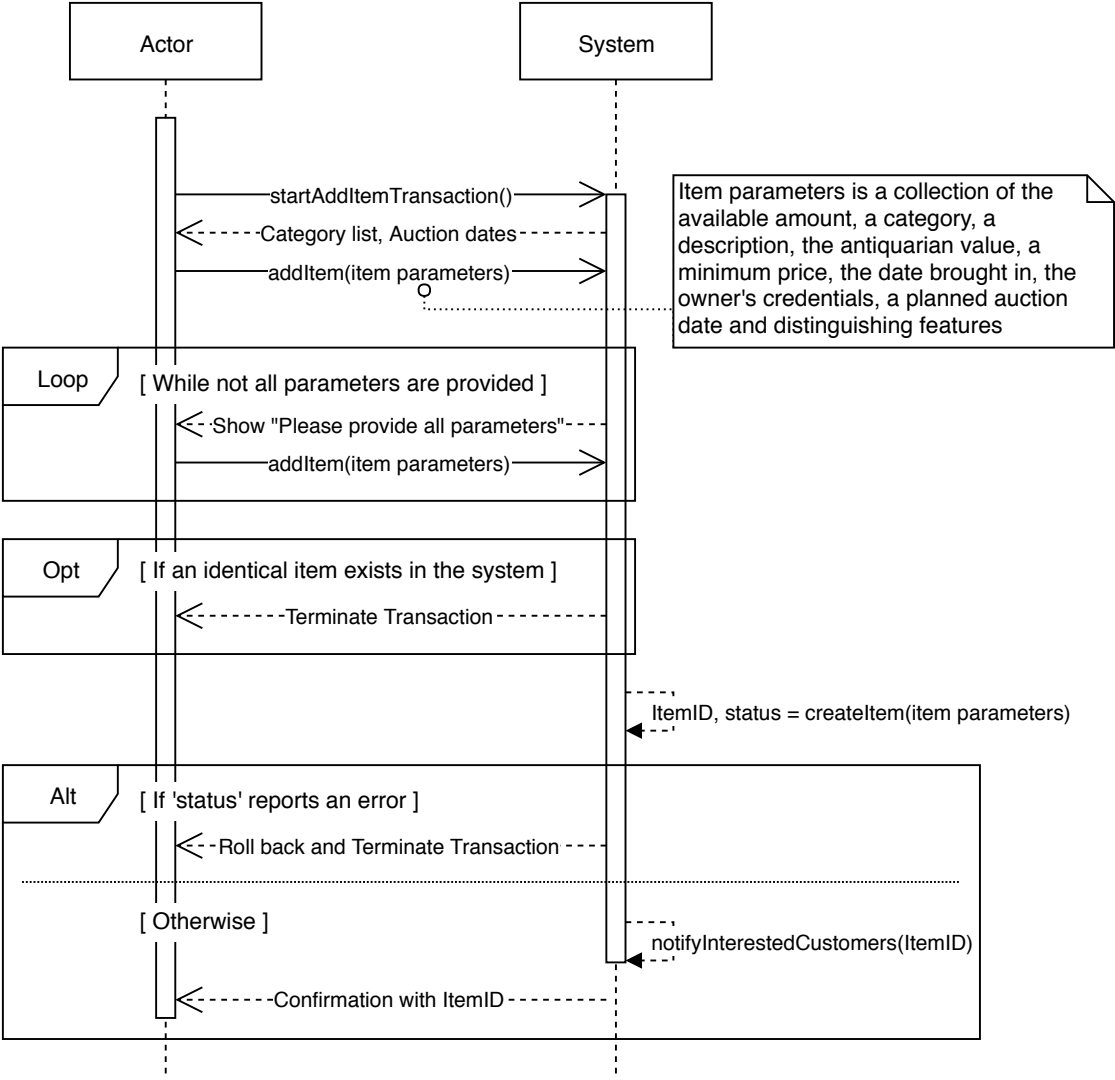 Actor
System
startAddItemTransaction()
Category list, Auction dates
addItem(item parameters)
Item parameters is a collection of the
available amount, a category, a
description, the antiquarian value, a
minimum price, the date brought in, the
owner's credentials, a planned auction
date and distinguishing features
Loop
[ While not all parameters are provided ]
Show "Please provide all parameters"
addItem(item parameters)
Opt
[ If an identical item exists in the system ]
Terminate Transaction
ItemID, status = createItem(item parameters)
Alt
[ If 'status' reports an error ]
Roll back and Terminate Transaction
[ Otherwise ]
notifyInterestedCustomers(ItemID)
Confirmation with ItemID